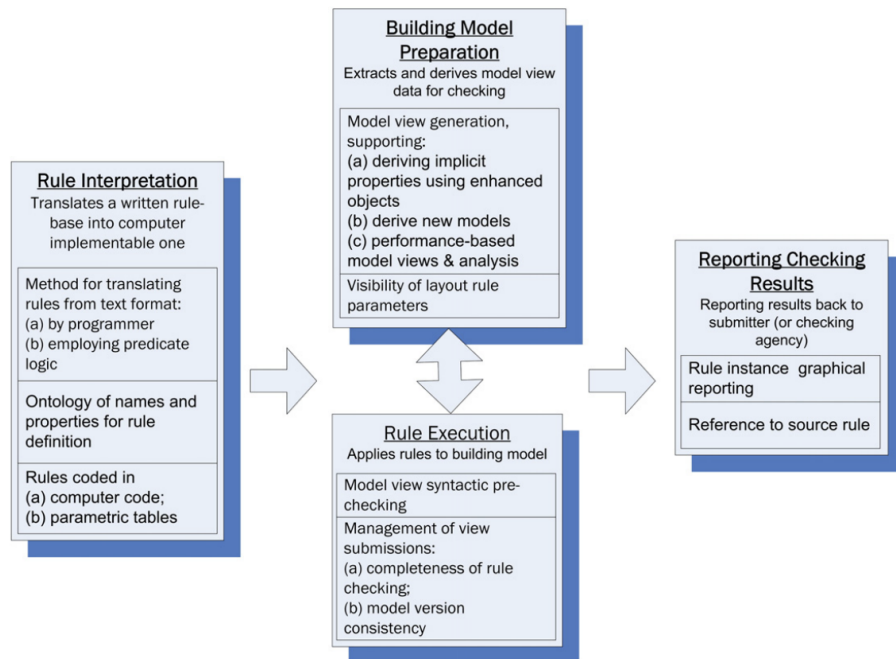 Building Model
Preparation
Extracts and derives model view
data for checking
Model view generation,
supporting:
(a) deriving implicit
properties using enhanced
objects
(b) derive new models
(c) performance-based
model views & analysis
Visibility of layout rule
parameters
Rule Interpretation
Translates a written rule-
base into computer
implementable one
Method for translating
rules from text format:
(a) by programmer
(b) employing predicate
logic
Ontology of names and
properties for rule
definition
Rules coded in
(a) computer code;
(b) parametric tables
Rule Execution
Applies rules to building model
Model view syntactic pre-
checking
Management of view
submissions:
(a) completeness of rule
checking;
(b) model version
consistency
Reporting Checking
Results
Reporting results back to
submitter (or checking
agency)
Rule instance graphical
reporting
Reference to source rule